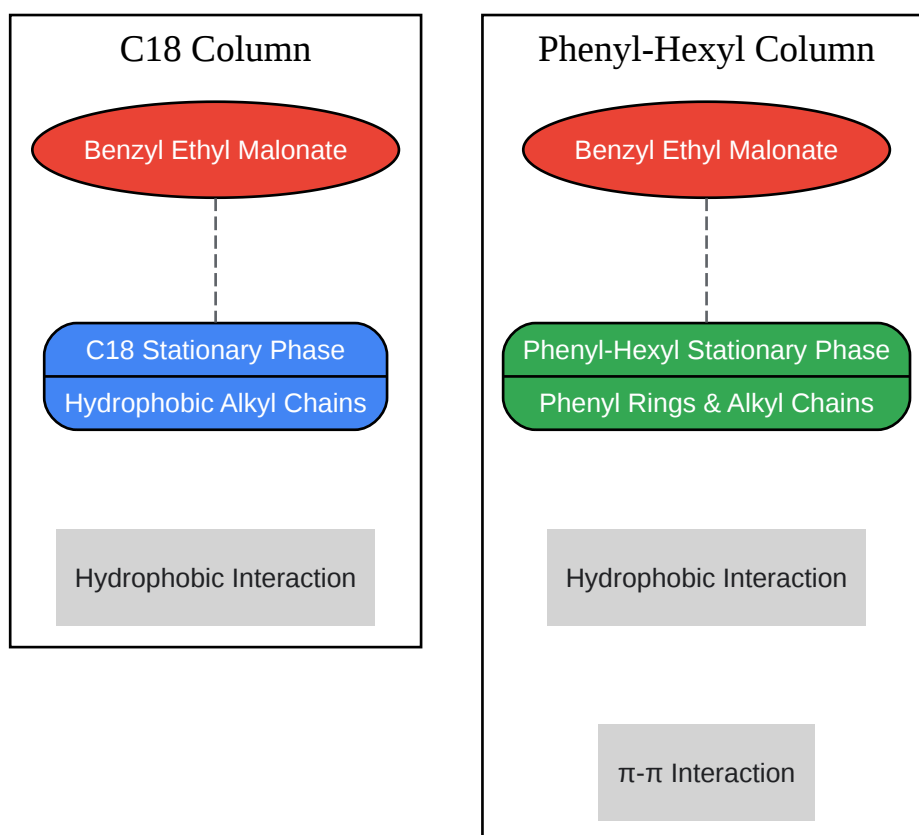 C18 Column
Benzyl Ethyl Malonate
C18 Stationary Phase
Hydrophobic Alkyl Chains
Hydrophobic Interaction
Phenyl-Hexyl Column
Benzyl Ethyl Malonate
Phenyl-Hexyl Stationary Phase
Phenyl Rings & Alkyl Chains
Hydrophobic Interaction
π-π Interaction